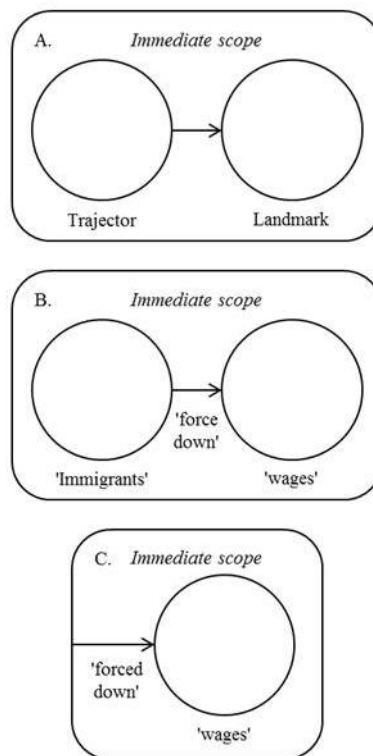 A. Immediate scope
Trajector Landmark
B. Immediate scope
'force
down'
'Immigrants' 'wages'
C. Immediate scope
'forced
down'
'wages'